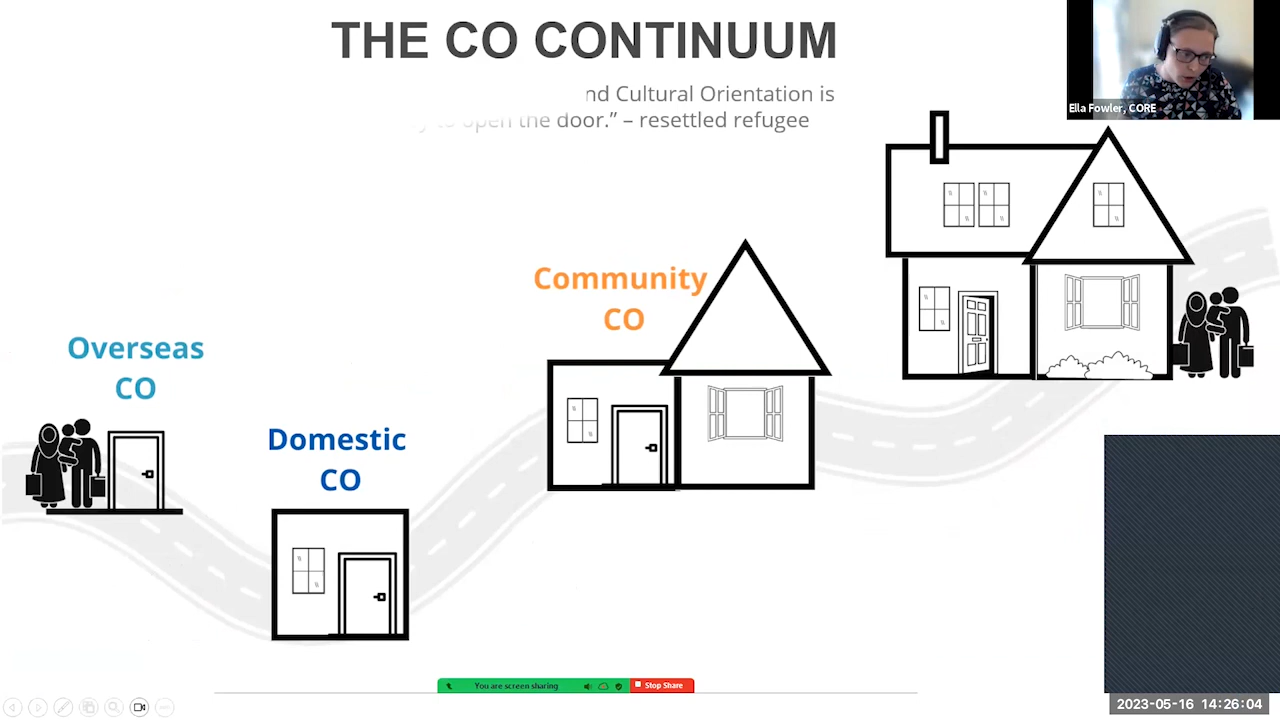 THE CO CONTINUUM
nd Cultural Orientation is
to open the door.” – resettled refugee
Ella Fowler, CORE
Community
CO
Overseas
CO
Domestic
CO
You are screen sharing
Stop Share
2023-05-16 14:26:04